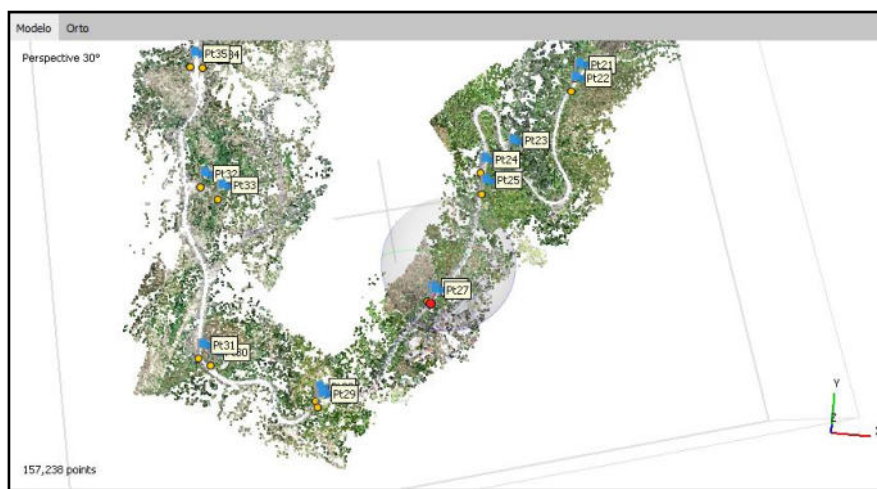 Modelo Orto
Perspective 30°
Pt35
Pt21
Pt22
Pt23
Pt24
Pt25
Pt32
Pt33
Pt27
Pt31
Pt29
Y
Z
X
157,238 points